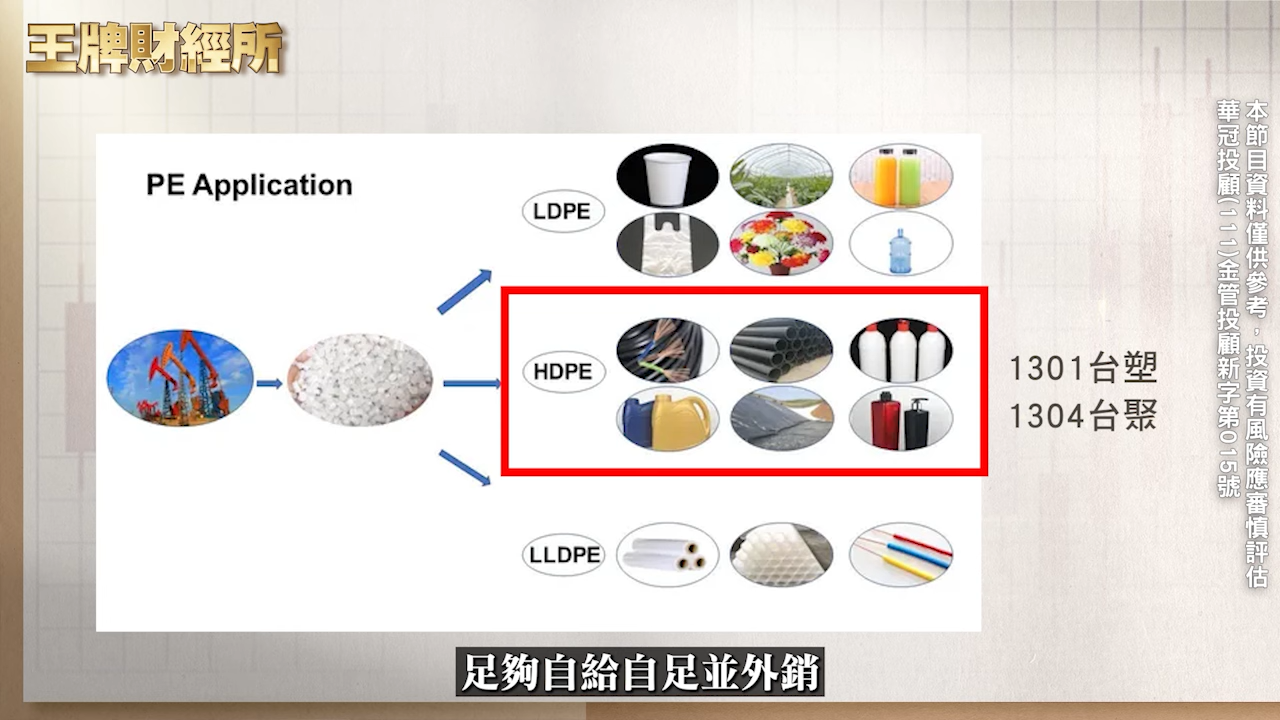 王牌財經所
本節目資料僅供參考，投資有風險應審慎評估
華冠投顧(111)金管投顧新字第015號
PE Application
LDPE
HDPE
1301台塑
1304台聚
LLDPE
足夠自給自足並外銷